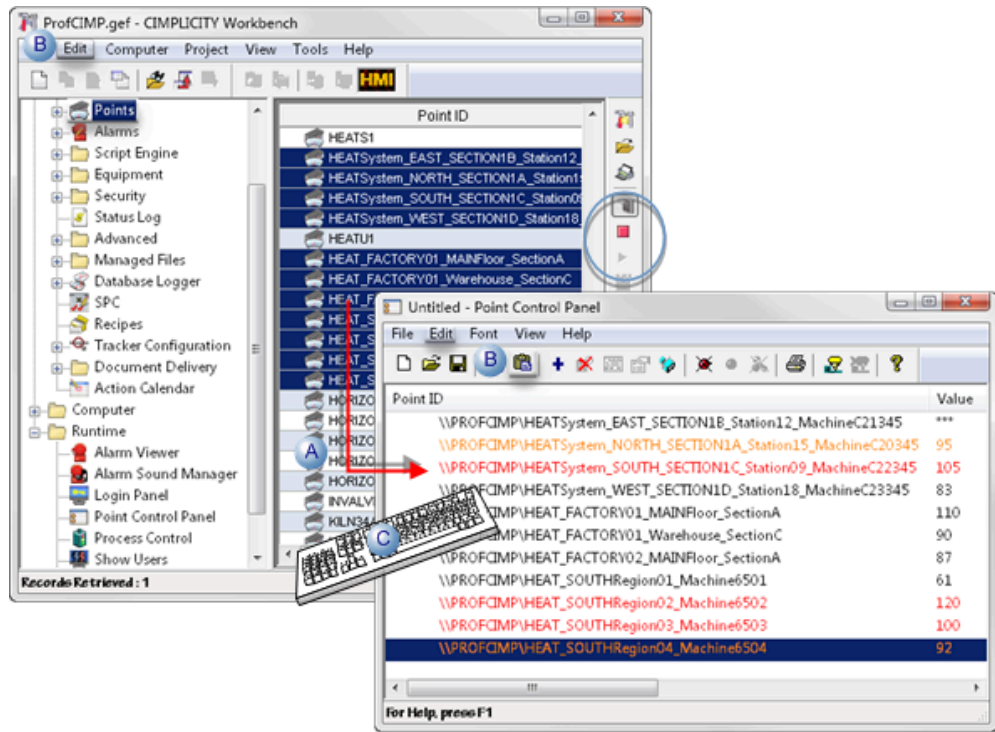 ProfCIMP.gef - CIMPLICITY Workbench
B
Edit Computer Project View Tools Help
HMI
Points
Alarms
Script Engine
Equipment
Security
Status Log
Advanced
Managed Files
Database Logger
SPC
Recipes
Tracker Configuration
Document Delivery
Action Calendar
Computer
Runtime
Alarm Viewer
Alarm Sound Manager
Login Panel
Point Control Panel
Process Control
Show Users
Records Retrieved : 1
Point ID
HEATS1
HEATSystem_EAST_SECTION1B_Station12_
HEATSystem_NORTH_SECTION1A_Station1
HEATSystem_SOUTH_SECTION1C_Station0
HEATSystem_WEST_SECTION1D_Station18
HEATU1
HEAT_FACTORY01_MAINFloor_SectionA
HEAT_FACTORY01_Warehouse_SectionC
HEAT_F
HEAT_S
HEAT_S
HEAT_S
HEAT_S
HORIZO
HORIZO
HORIZO
HORIZO
HORIZO
INVALV
KILN34
A
C
Untitled - Point Control Panel
File Edit Font View Help
B
Point ID Value
\\PROFCIMP\HEATSystem_EAST_SECTION1B_Station12_MachineC21345 ***
\\PROFCIMP\HEATSystem_NORTH_SECTION1A_Station15_MachineC20345 95
\\PROFCIMP\HEATSystem_SOUTH_SECTION1C_Station09_MachineC22345 105
\\PROFCIMP\HEATSystem_WEST_SECTION1D_Station18_MachineC23345 83
PROFCIMP\HEAT_FACTORY01_MAINFloor_SectionA 110
PROFCIMP\HEAT_FACTORY01_Warehouse_SectionC 90
\PROFCIMP\HEAT_FACTORY02_MAINFloor_SectionA 87
\\PROFCIMP\HEAT_SOUTHRegion01_Machine6501 61
\\PROFCIMP\HEAT_SOUTHRegion02_Machine6502 120
\\PROFCIMP\HEAT_SOUTHRegion03_Machine6503 100
\\PROFCIMP\HEAT_SOUTHRegion04_Machine6504 92
For Help, press F1